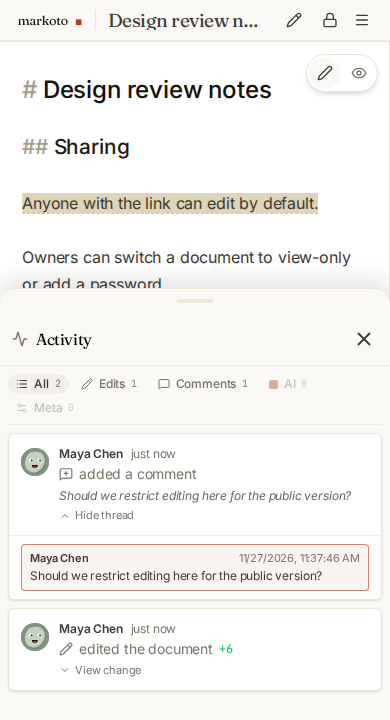 markoto
Design review n...
# Design review notes
## Sharing
Anyone with the link can edit by default.
Owners can switch a document to view-only
or add a password
Activity
All 2 Edits 1 Comments 1 AI 0
Meta 0
Maya Chen just now
added a comment
Should we restrict editing here for the public version?
Hide thread
Maya Chen 11/27/2026, 11:37:46 AM
Should we restrict editing here for the public version?
Maya Chen just now
edited the document +6
View change